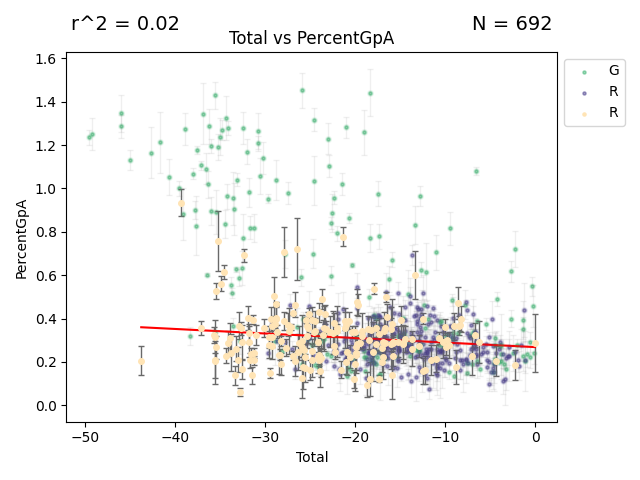 r^2 = 0.02
N = 692
Total vs PercentGpA
G
R
R
PercentGpA
1.6
1.4
1.2
1.0
0.8
0.6
0.4
0.2
0.0
−50
−40
−30
−20
−10
0
Total